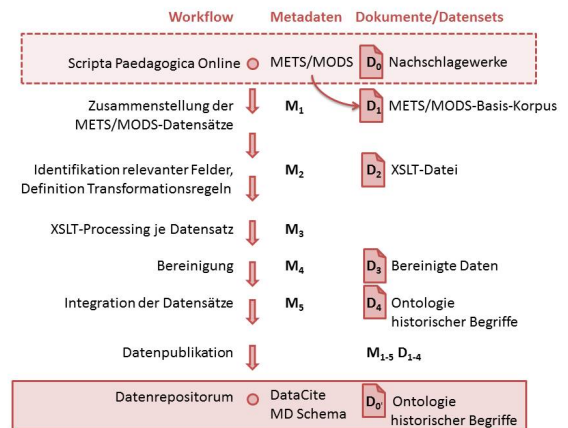 Workflow Metadaten Dokumente/Datensets
Scripta Paedagogica Online METS/MODS D0 Nachschlagewerke
Zusammenstellung der M1 D1 METS/MODS-Basis-Korpus
METS/MODS-Datensätze
Identifikation relevanter Felder, M2 D2 XSLT-Datei
Definition Transformationsregeln
XSLT-Processing je Datensatz M3
Bereinigung M4 D3 Bereinigte Daten
Integration der Datensätze M5 D4 Ontologie
historischer Begriffe
Datenpublikation M1-5 D1-4
Datenrepositorum DataCite D0' Ontologie
MD Schema historischer Begriffe